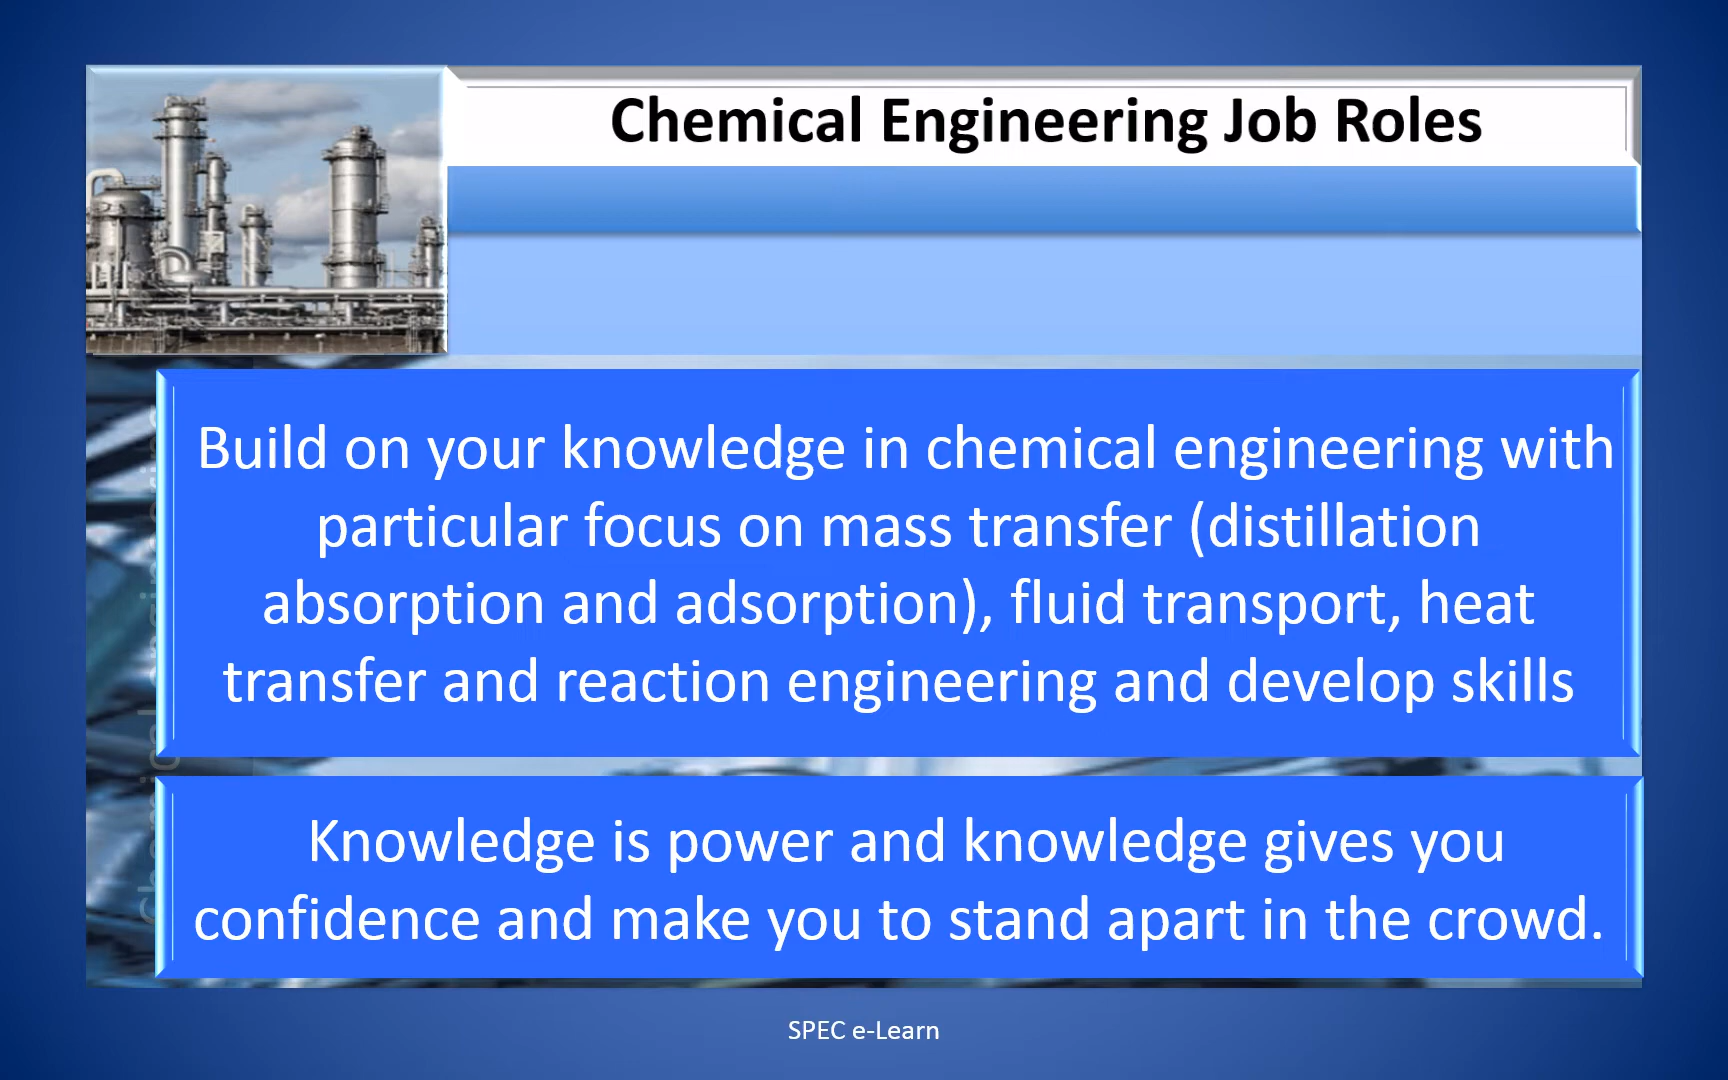 Chemical Engineering Job Roles
Build on your knowledge in chemical engineering with
particular focus on mass transfer (distillation
absorption and adsorption), fluid transport, heat
transfer and reaction engineering and develop skills
Knowledge is power and knowledge gives you
confidence and make you to stand apart in the crowd.
SPEC e-Learn